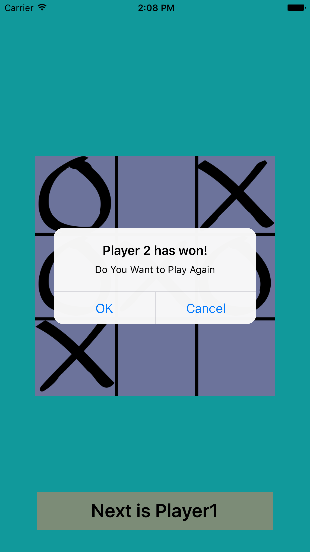 Carrier 2:08 PM
Player 2 has won!
Do You Want to Play Again
OK Cancel
Next is Player1